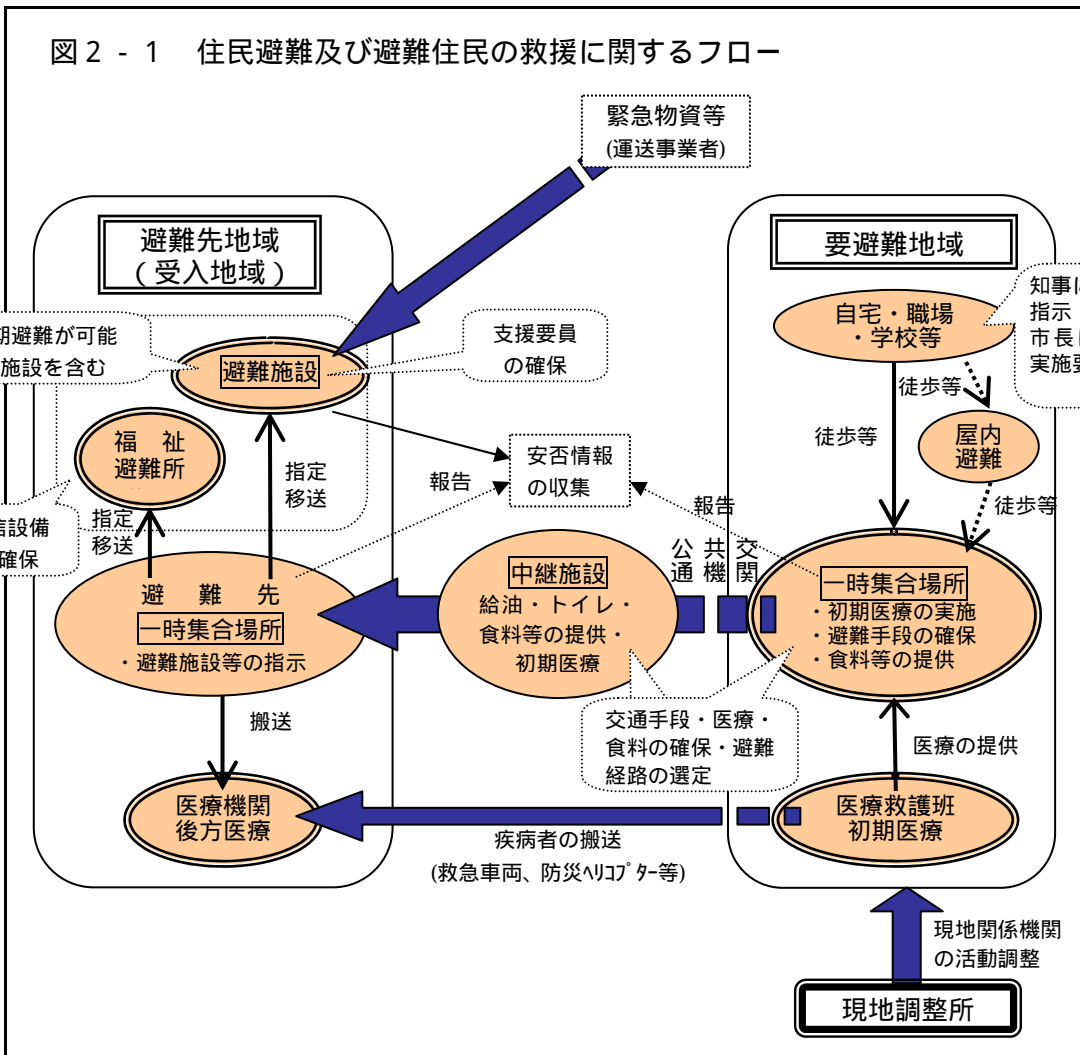 図２-１ 住民避難及び避難住民の救援に関するフロー
緊急物資等
(運送事業者)
避難先地域
(受入地域)
要避難地域
期避難が可能
施設を含む
避難施設
支援要員
の確保
自宅・職場
・学校等
知事
指示
市長
実施要
徒歩等
徒歩等
屋内
避難
徒歩等
福祉
避難所
信設備
確保
指定
移送
指定
移送
報告
安否情報
の収集
報告
公共交
通機関
避難先
一時集合場所
・避難施設等の指示
中継施設
給油・トイレ・
食料等の提供・
初期医療
一時集合場所
・初期医療の実施
・避難手段の確保
・食料等の提供
交通手段・医療・
食料の確保・避難
経路の選定
搬送
医療の提供
医療機関
後方医療
医療救護班
初期医療
疾病者の搬送
(救急車両、防災ﾍﾘｺﾌﾟﾀｰ等)
現地関係機関
の活動調整
現地調整所